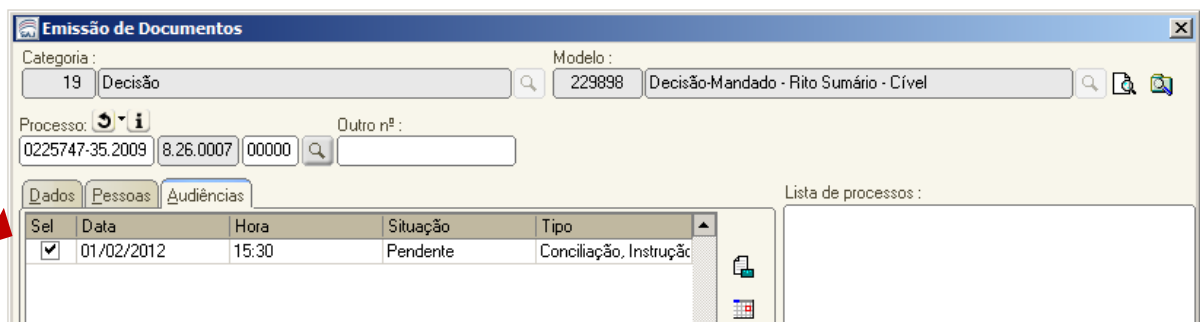 Emissão de Documentos
Categoria : Modelo :
19 Decisão 229898 Decisão-Mandado - Rito Sumário - Cível
Processo: Outro nº :
0225747-35.2009 8.26.0007 00000
Dados Pessoas Audiências Lista de processos :
Sel Data Hora Situação Tipo
01/02/2012 15:30 Pendente Conciliação, Instrução